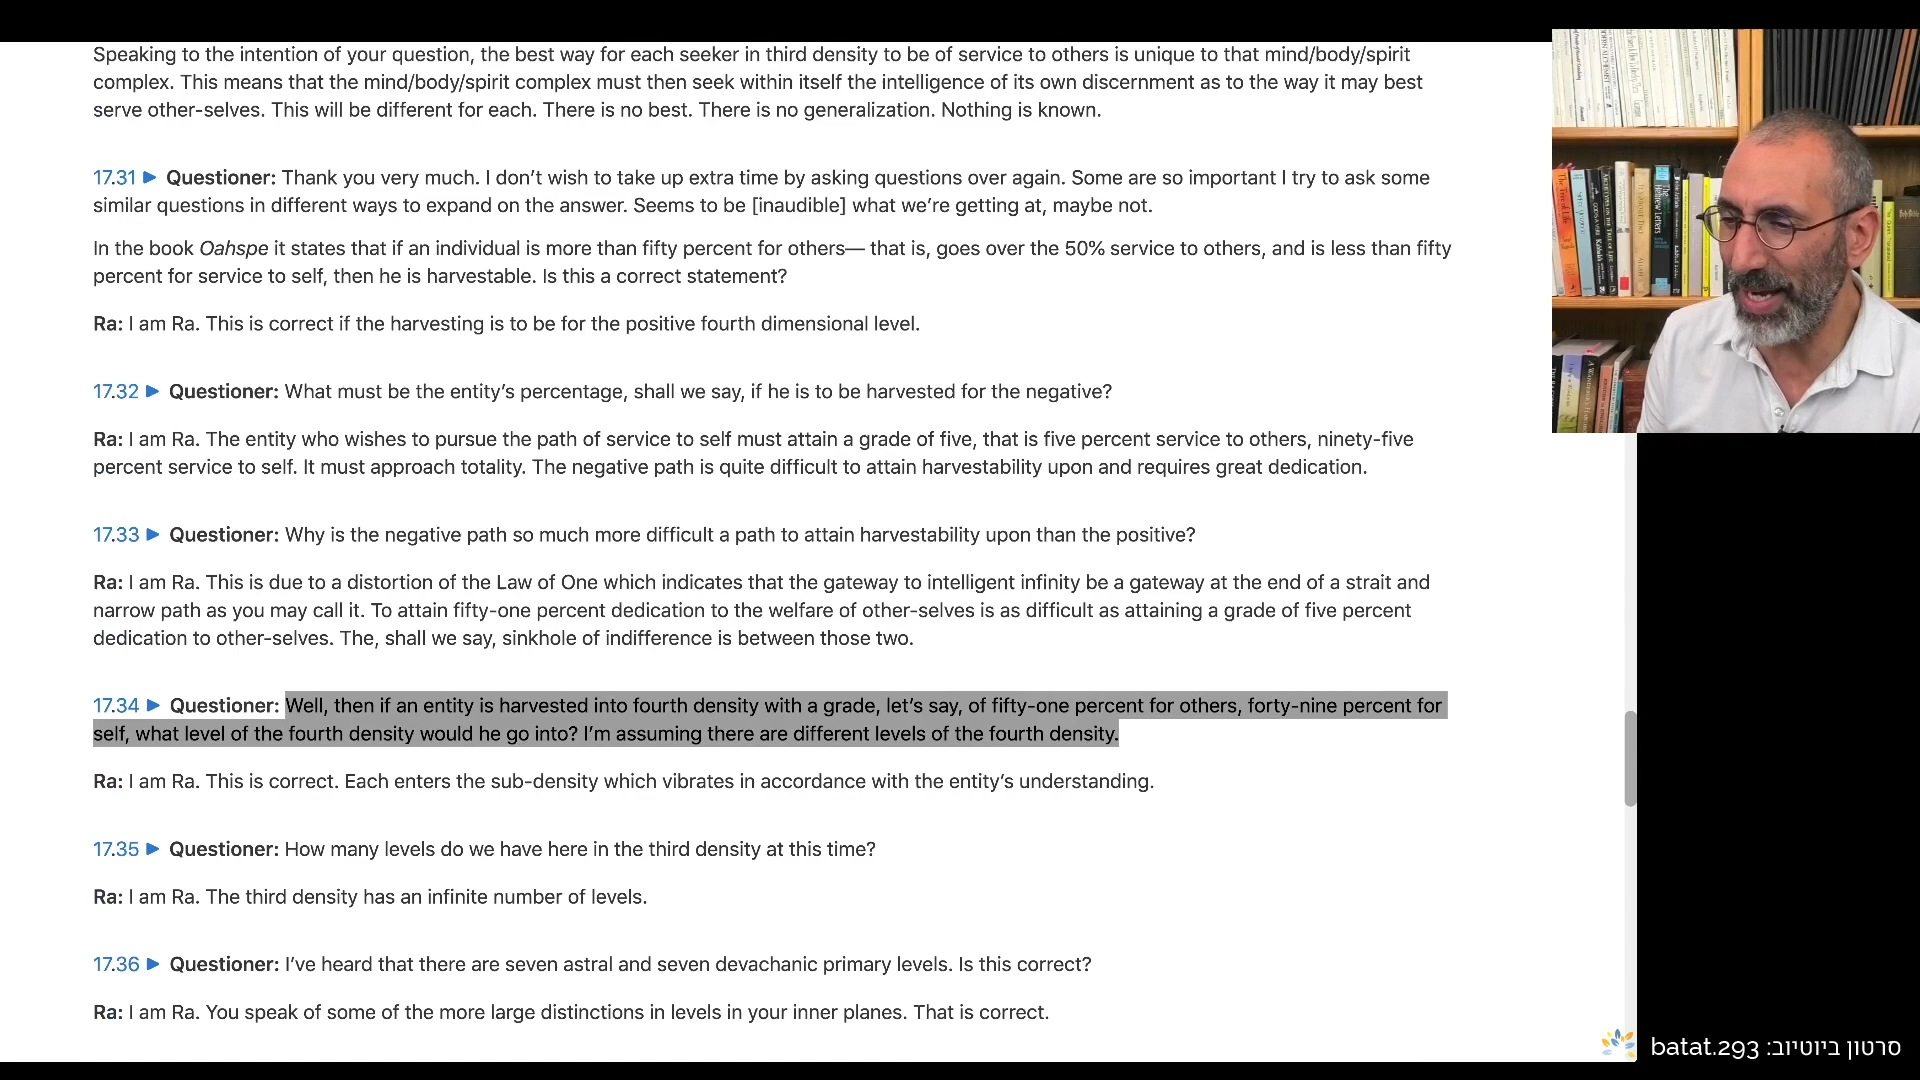 Speaking to the intention of your question, the best way for each seeker in third density to be of service to others is unique to that mind/body/spirit
complex. This means that the mind/body/spirit complex must then seek within itself the intelligence of its own discernment as to the way it may best
serve other-selves. This will be different for each. There is no best. There is no generalization. Nothing is known.
17.31 ► Questioner: Thank you very much. I don’t wish to take up extra time by asking questions over again. Some are so important I try to ask some
similar questions in different ways to expand on the answer. Seems to be [inaudible] what we’re getting at, maybe not.
In the book Oahspe it states that if an individual is more than fifty percent for others— that is, goes over the 50% service to others, and is less than fifty
percent for service to self, then he is harvestable. Is this a correct statement?
Ra: I am Ra. This is correct if the harvesting is to be for the positive fourth dimensional level.
17.32 ► Questioner: What must be the entity’s percentage, shall we say, if he is to be harvested for the negative?
Ra: I am Ra. The entity who wishes to pursue the path of service to self must attain a grade of five, that is five percent service to others, ninety-five
percent service to self. It must approach totality. The negative path is quite difficult to attain harvestability upon and requires great dedication.
17.33 ► Questioner: Why is the negative path so much more difficult a path to attain harvestability upon than the positive?
Ra: I am Ra. This is due to a distortion of the Law of One which indicates that the gateway to intelligent infinity be a gateway at the end of a strait and
narrow path as you may call it. To attain fifty-one percent dedication to the welfare of other-selves is as difficult as attaining a grade of five percent
dedication to other-selves. The, shall we say, sinkhole of indifference is between those two.
17.34 ► Questioner: Well, then if an entity is harvested into fourth density with a grade, let’s say, of fifty-one percent for others, forty-nine percent for
self, what level of the fourth density would he go into? I’m assuming there are different levels of the fourth density.
Ra: I am Ra. This is correct. Each enters the sub-density which vibrates in accordance with the entity’s understanding.
17.35 ► Questioner: How many levels do we have here in the third density at this time?
Ra: I am Ra. The third density has an infinite number of levels.
17.36 ► Questioner: I’ve heard that there are seven astral and seven devachanic primary levels. Is this correct?
Ra: I am Ra. You speak of some of the more large distinctions in levels in your inner planes. That is correct.
סרטון ביוטיוב: batat.293